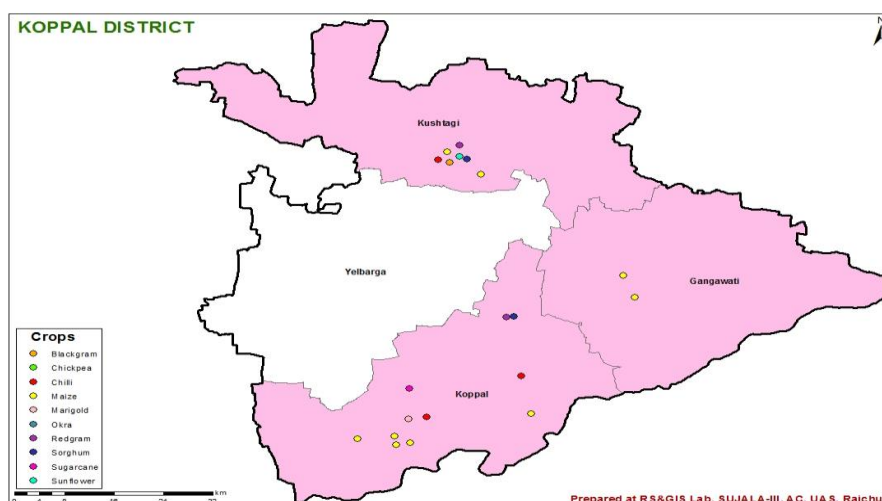 KOPPAL DISTRICT
N
Kushtagi
Yelbarga
Gangawati
Koppal
Crops
Blackgram
Chickpea
Chilli
Maize
Marigold
Okra
Redgram
Sorghum
Sugarcane
Sunflower
km
Prepared at RS&GIS Lab, SUJALA-III, AC, UAS, Raichu